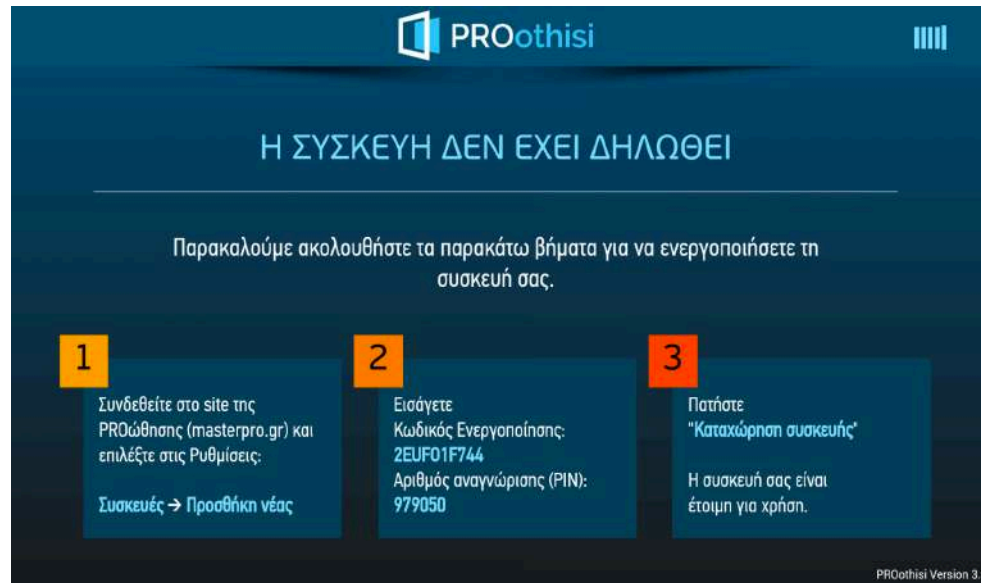 PROothisi
Η ΣΥΣΚΕΥΗ ΔΕΝ ΕΧΕΙ ΔΗΛΩΘΕΙ
Παρακαλούμε ακολουθήστε τα παρακάτω βήματα για να ενεργοποιήσετε τη
συσκευή σας.
1
Συνδεθείτε στο site της
PROώθησης (masterpro.gr) και
επιλέξτε στις Ρυθμίσεις:
Συσκευές → Προσθήκη νέας
2
Εισάγετε
Κωδικός Ενεργοποίησης:
2EUF01F744
Αριθμός αναγνώρισης (PIN):
979050
3
Πατήστε
"Καταχώρηση συσκευής"
Η συσκευή σας είναι
έτοιμη για χρήση.
PROothisi Version 3.